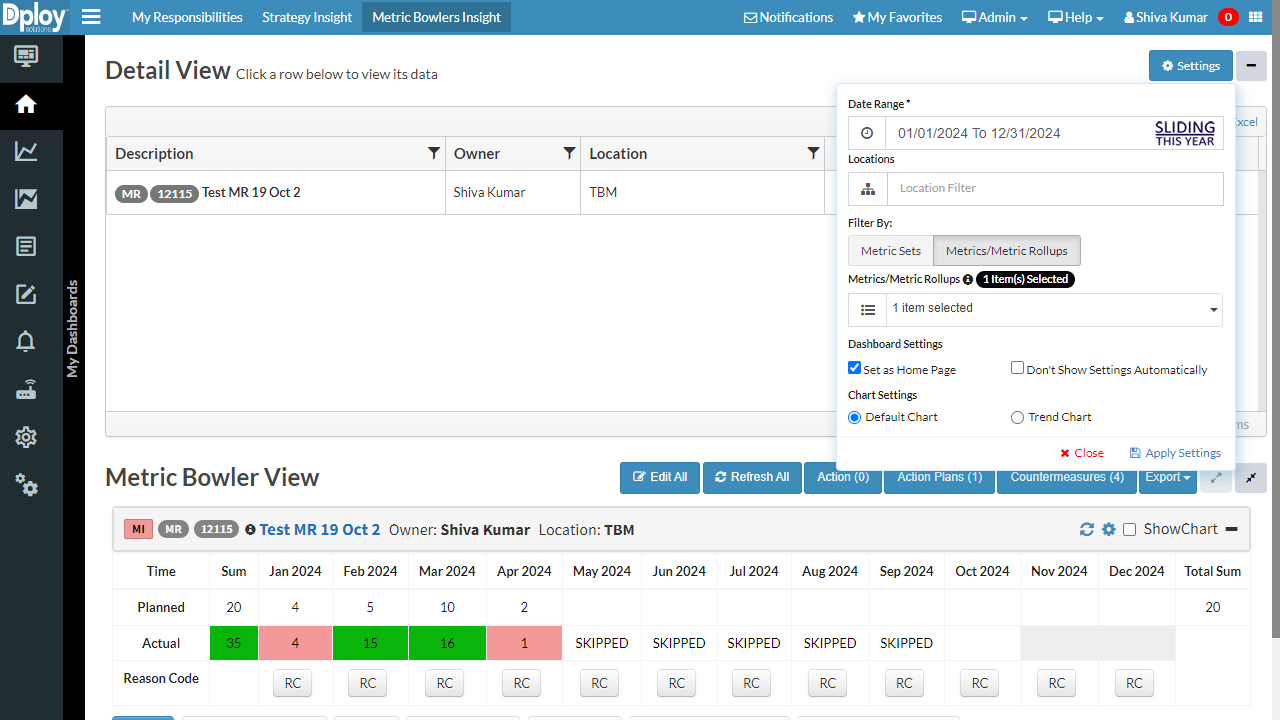 Dploy solutions
My Responsibilities Strategy Insight Metric Bowlers Insight Notifications My Favorites Admin Help Shiva Kumar 0
My Dashboards
Detail View Click a row below to view its data
Settings
Excel
Description Owner Location
MR 12115 Test MR 19 Oct 2 Shiva Kumar TBM
Date Range *
01/01/2024 To 12/31/2024 SLIDING THIS YEAR
Locations
Location Filter
Filter By:
Metric Sets Metrics/Metric Rollups
Metrics/Metric Rollups 1 Item(s) Selected
1 item selected
Dashboard Settings
Set as Home Page Don't Show Settings Automatically
Chart Settings
Default Chart Trend Chart
Close Apply Settings
Metric Bowler View
Edit All Refresh All Action (0) Action Plans (1) Countermeasures (4) Export
MI MR 12115 Test MR 19 Oct 2 Owner: Shiva Kumar Location: TBM ShowChart
Time Sum Jan 2024 Feb 2024 Mar 2024 Apr 2024 May 2024 Jun 2024 Jul 2024 Aug 2024 Sep 2024 Oct 2024 Nov 2024 Dec 2024 Total Sum
Planned 20 4 5 10 2 20
Actual 35 4 15 16 1 SKIPPED SKIPPED SKIPPED SKIPPED SKIPPED
Reason Code RC RC RC RC RC RC RC RC RC RC RC RC